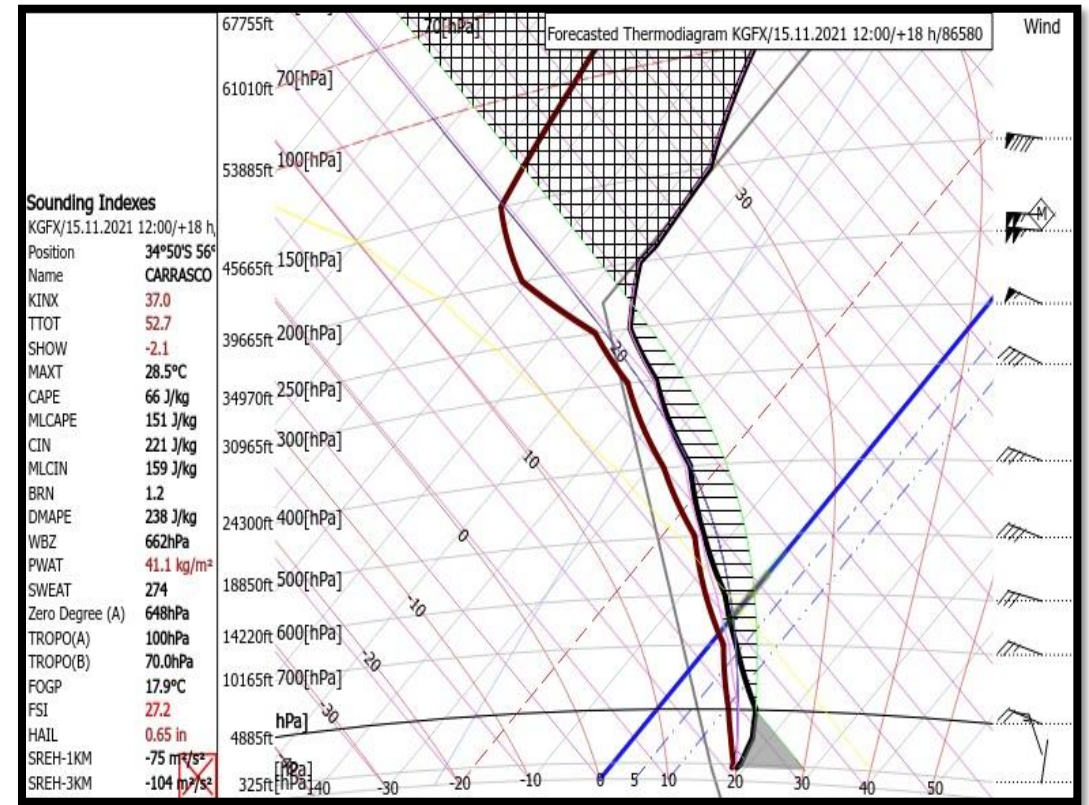 Forecasted Thermodiagram KGFX/15.11.2021 12:00/+18 h/86580
Wind
Sounding Indexes
KGFX/15.11.2021 12:00/+18 h,
Position 34°50'S 56°
Name CARRASCO
KINX 37.0
TTOT 52.7
SHOW -2.1
MAXT 28.5°C
CAPE 66 J/kg
MLCAPE 151 J/kg
CIN 221 J/kg
MLCIN 159 J/kg
BRN 1.2
DMAPE 238 J/kg
WBZ 662hPa
PWAT 41.1 kg/m²
SWEAT 274
Zero Degree (A) 648hPa
TROPO(A) 100hPa
TROPO(B) 70.0hPa
FOGP 17.9°C
FSI 27.2
HAIL 0.65 in
SREH-1KM -75 m²/s²
SREH-3KM -104 m²/s²
67755ft
70[hPa]
61010ft 70[hPa]
53885ft 100[hPa]
45665ft 150[hPa]
39665ft 200[hPa]
34970ft 250[hPa]
30965ft 300[hPa]
24300ft 400[hPa]
18850ft 500[hPa]
14220ft 600[hPa]
10165ft 700[hPa]
hPa]
4885ft
325ft [hPa]
30
20
10
0
-10
-20
-30
-40 -30 -20 -10 0 5 10 20 30 40 50
M